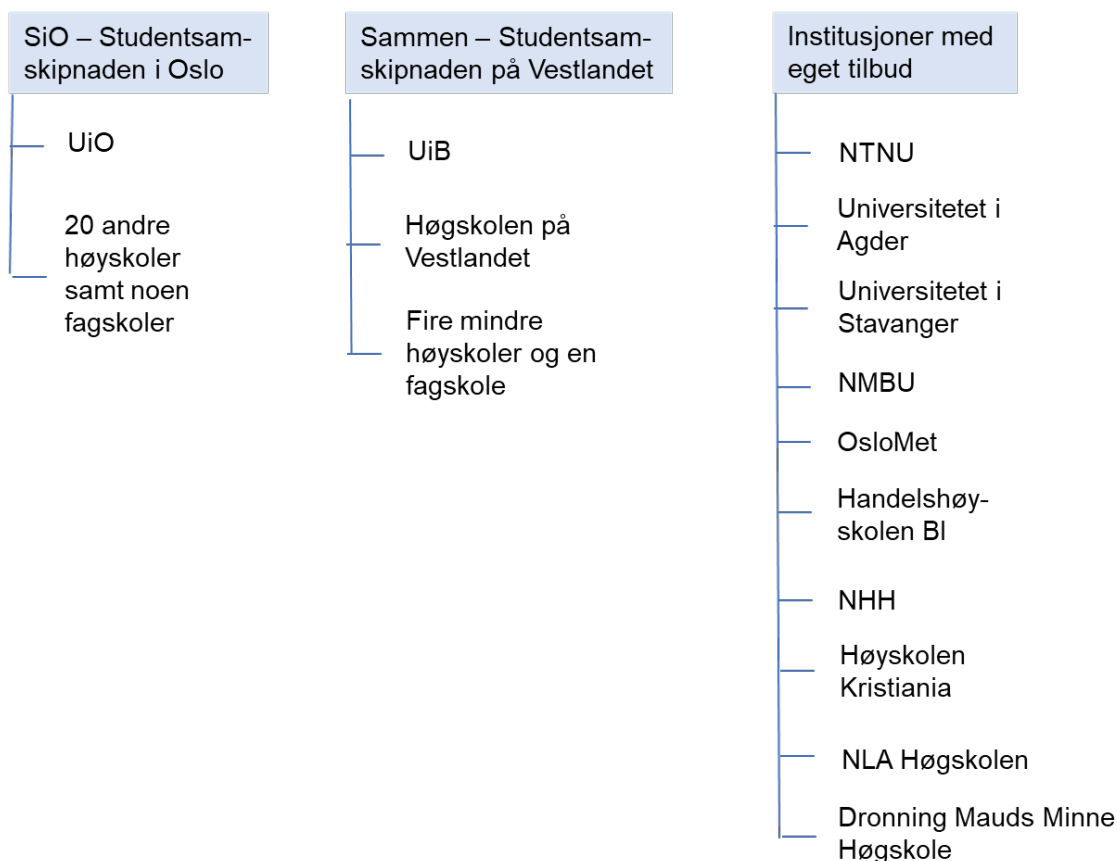 SiO – Studentsam-
skipnaden i Oslo
UiO
20 andre
høyskoler
samt noen
fagskoler
Sammen – Studentsam-
skipnaden på Vestlandet
UiB
Høgskolen på
Vestlandet
Fire mindre
høyskoler og en
fagskole
Institusjoner med
eget tilbud
NTNU
Universitetet i
Agder
Universitetet i
Stavanger
NMBU
OsloMet
Handelshøy-
skolen BI
NHH
Høyskolen
Kristiania
NLA Høgskolen
Dronning Mauds Minne
Høgskole